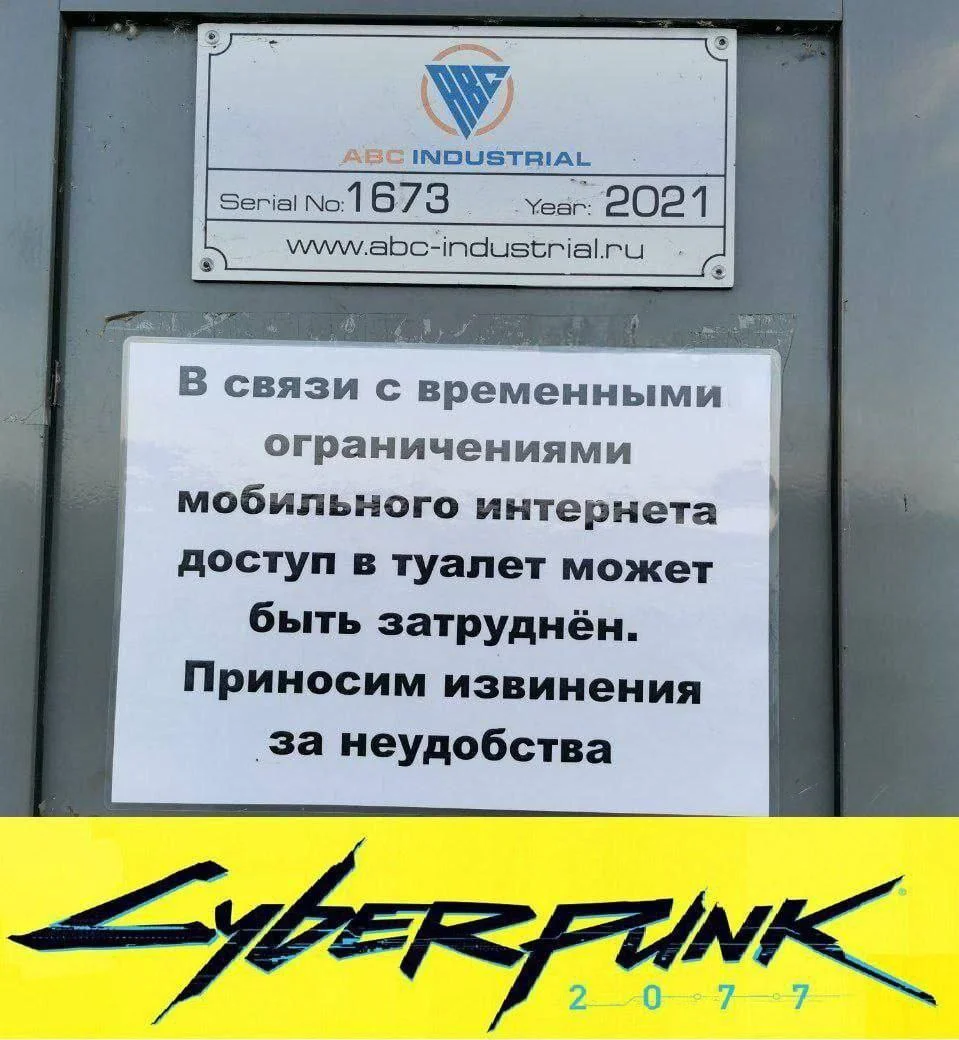 ABC
ABC INDUSTRIAL
Serial No: 1673 Year: 2021
www.abc-industrial.ru
В связи с временными
ограничениями
мобильного интернета
доступ в туалет может
быть затруднён.
Приносим извинения
за неудобства
Cyberpunk
2077